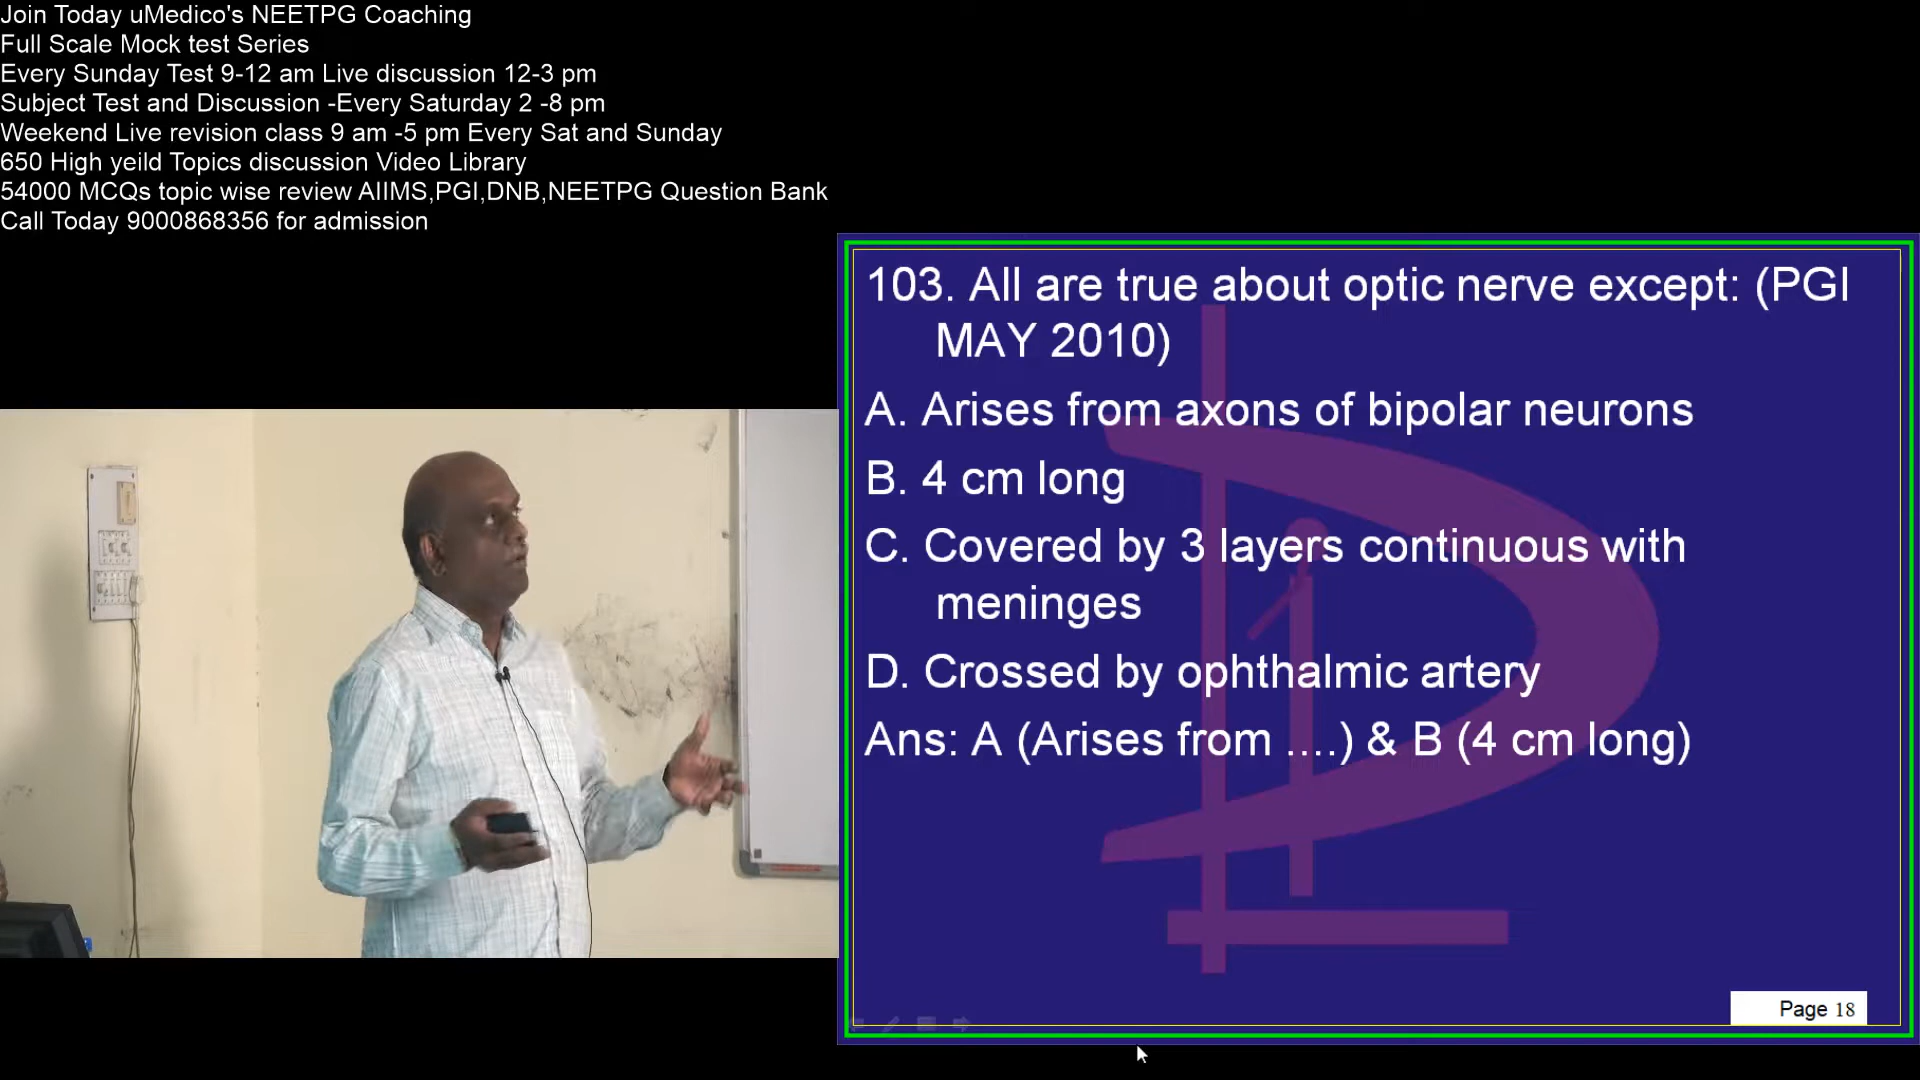 Join Today uMedico's NEETPG Coaching
Full Scale Mock test Series
Every Sunday Test 9-12 am Live discussion 12-3 pm
Subject Test and Discussion -Every Saturday 2 -8 pm
Weekend Live revision class 9 am -5 pm Every Sat and Sunday
650 High yeild Topics discussion Video Library
54000 MCQs topic wise review AIIMS,PGI,DNB,NEETPG Question Bank
Call Today 9000868356 for admission
103. All are true about optic nerve except: (PGI
MAY 2010)
A. Arises from axons of bipolar neurons
B. 4 cm long
C. Covered by 3 layers continuous with
meninges
D. Crossed by ophthalmic artery
Ans: A (Arises from ....) & B (4 cm long)
Page 18